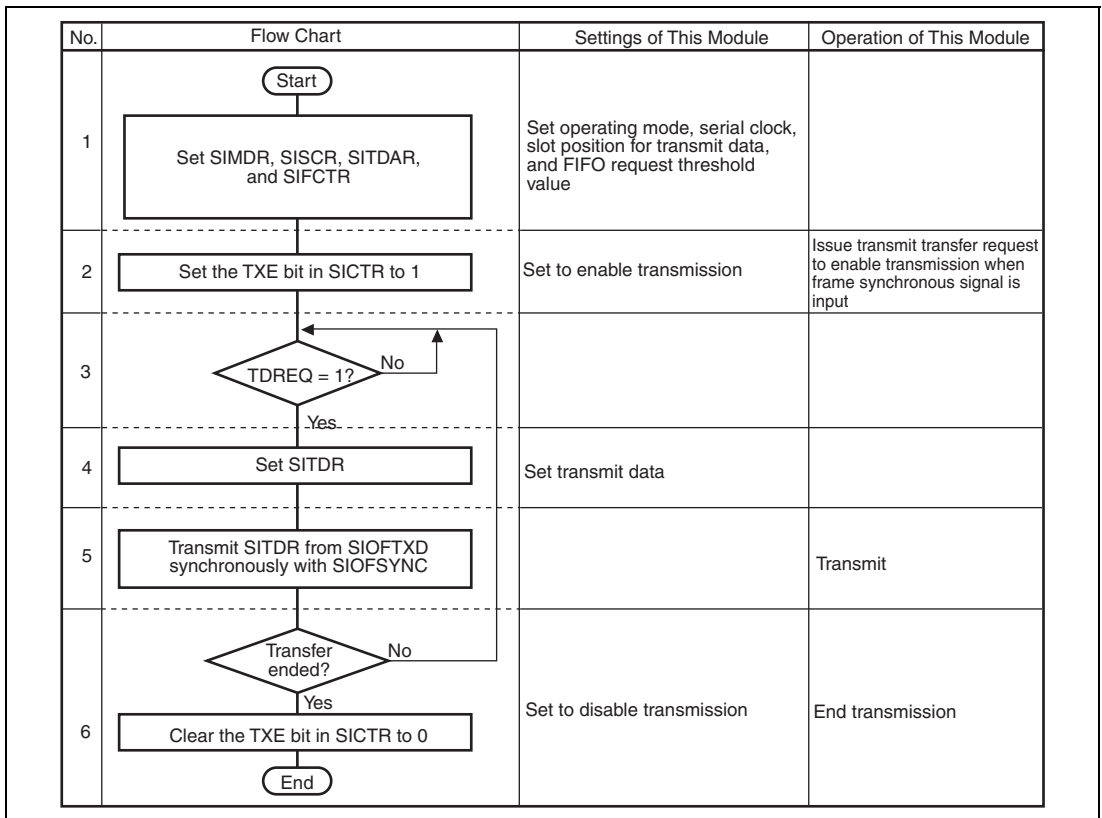 No.
Flow Chart
Settings of This Module
Operation of This Module
Start
1
Set SIMDR, SISCR, SITDAR,
and SIFCTR
Set operating mode, serial clock,
slot position for transmit data,
and FIFO request threshold
value
2
Set the TXE bit in SICTR to 1
Set to enable transmission
Issue transmit transfer request
to enable transmission when
frame synchronous signal is
input
3
TDREQ = 1?
No
Yes
4
Set SITDR
Set transmit data
5
Transmit SITDR from SIOFTXD
synchronously with SIOFSYNC
Transmit
Transfer
ended?
No
Yes
6
Clear the TXE bit in SICTR to 0
Set to disable transmission
End transmission
End